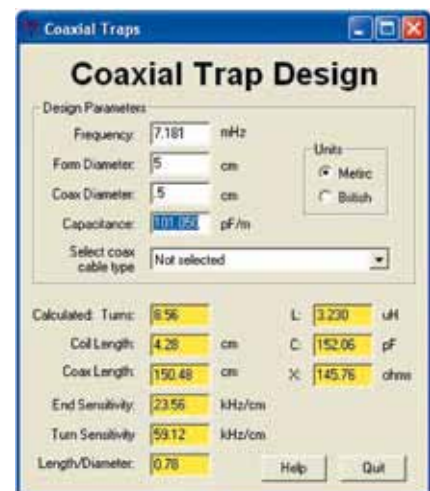 Coaxial Traps
Coaxial Trap Design
Design Parameters
Frequency: 7.181 mHz
Form Diameter: 5 cm
Coax Diameter: .5 cm
Capacitance: 101.050 pF/m
Units
Metric
British
Select coax cable type Not selected
Calculated: Turns: 8.56
Coil Length: 4.28 cm
Coax Length: 150.48 cm
End Sensitivity: 23.56 kHz/cm
Turn Sensitivity 59.12 kHz/cm
Length/Diameter: 0.78
L: 3.230 uH
C: 152.06 pF
X: 145.76 ohms
Help Quit